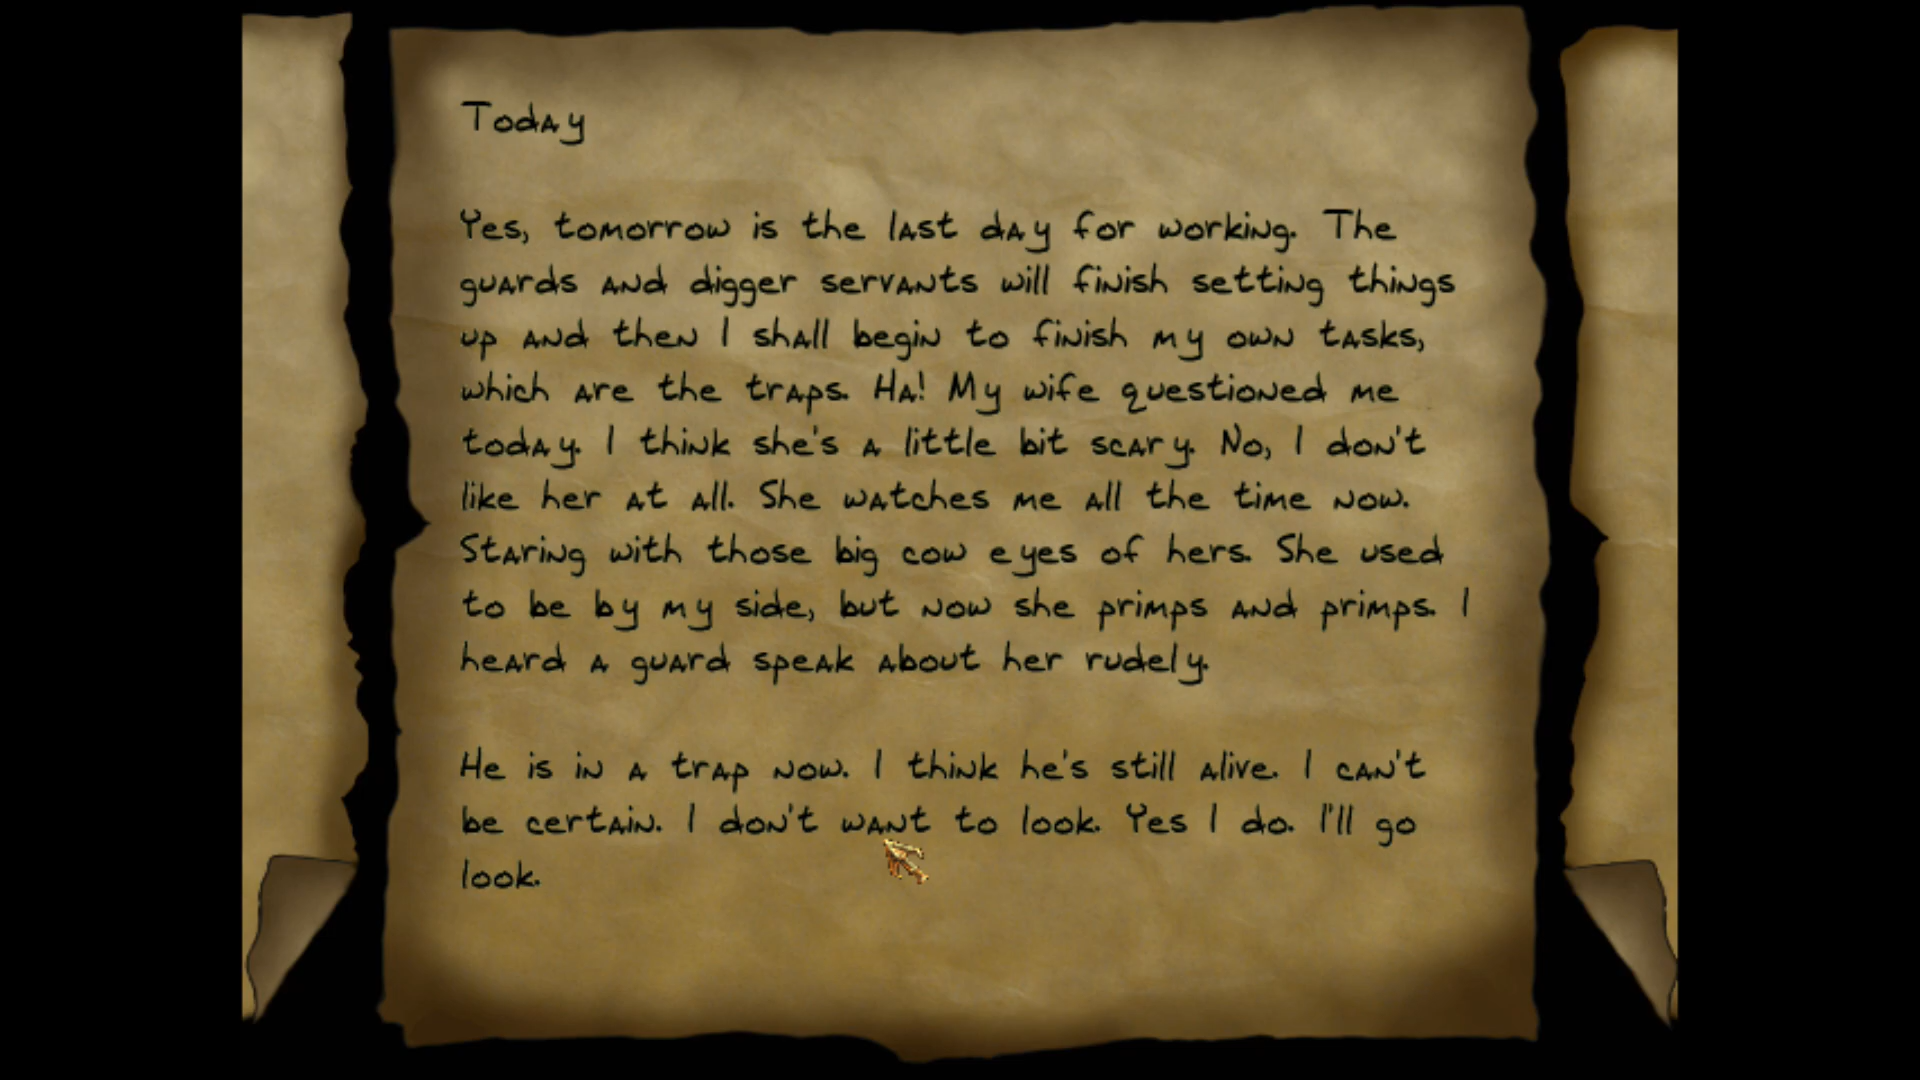 Today
Yes, tomorrow is the last day for working. The
guards and digger servants will finish setting things
up and then I shall begin to finish my own tasks,
which are the traps. Ha! My wife questioned me
today. I think she's a little bit scary. No, I don't
like her at all. She watches me all the time now.
Staring with those big cow eyes of hers. She used
to be by my side, but now she primps and primps. I
heard a guard speak about her rudely.
He is in a trap now. I think he's still alive. I can't
be certain. I don't want to look. Yes I do. I'll go
look.